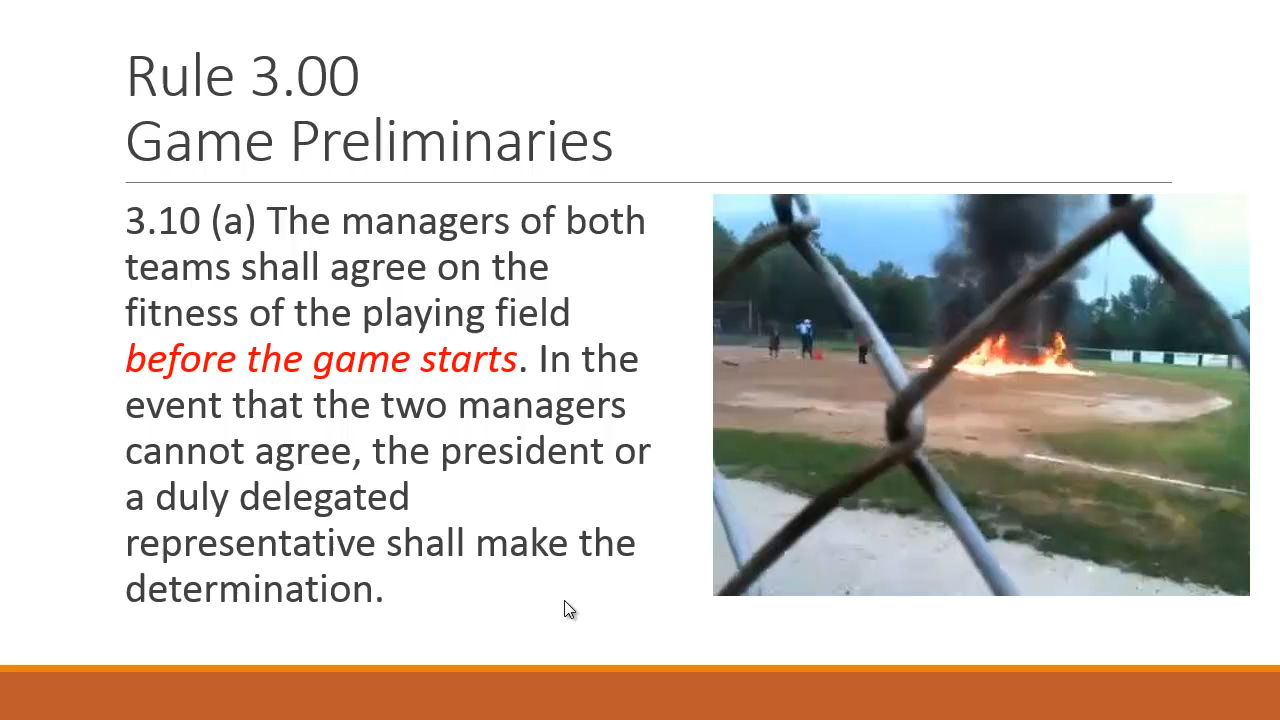 Rule 3.00
Game Preliminaries
3.10 (a) The managers of both
teams shall agree on the
fitness of the playing field
before the game starts. In the
event that the two managers
cannot agree, the president or
a duly delegated
representative shall make the
determination.